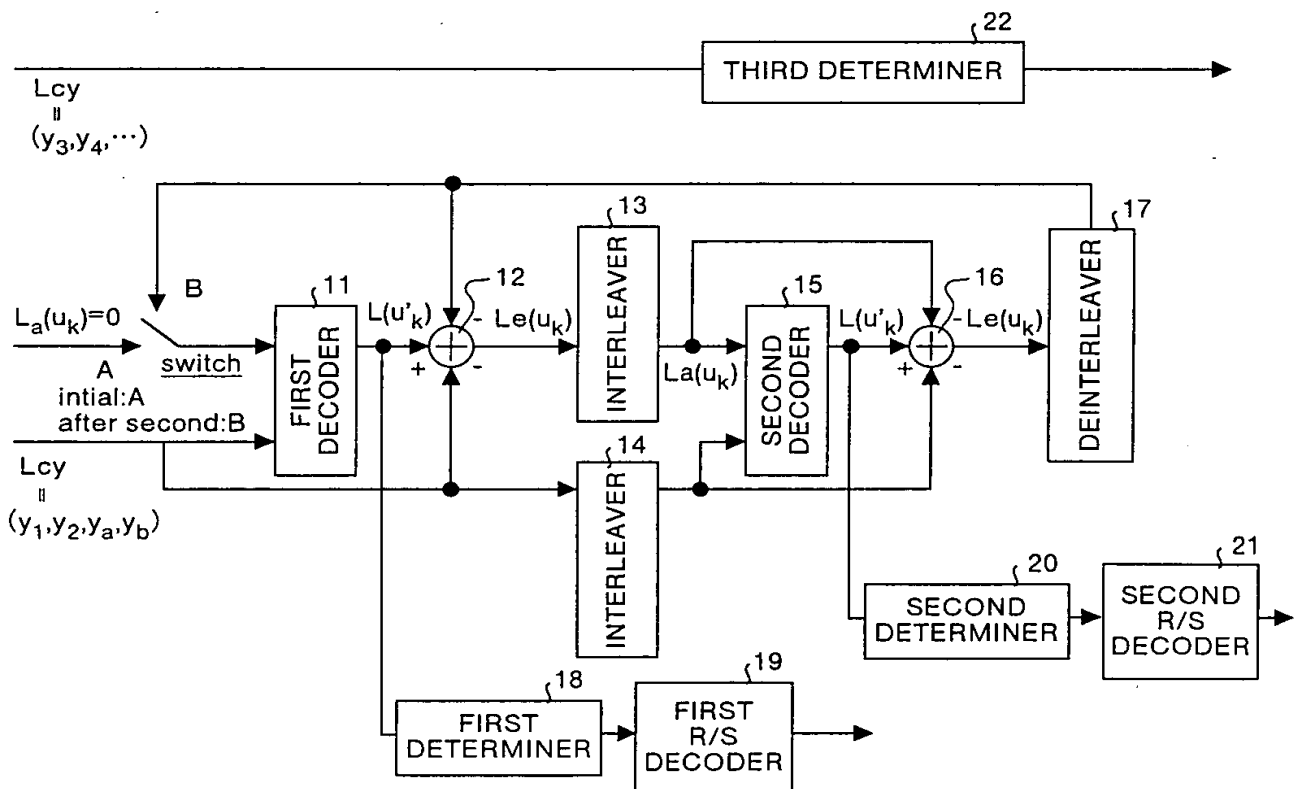 22
THIRD DETERMINER
Lcy
॥
(y3,y4,···)
13
17
B
11
12
15
16
La(uk)=0
L(u'k)
-
Le(uk)
INTERLEAVER
La(uk)
SECOND
DECODER
L(u'k)
-
Le(uk)
DEINTERLEAVER
A
switch
FIRST
DECODER
+
-
+
-
intial:A
after second:B
Lcy
॥
(y1,y2,ya,yb)
14
INTERLEAVER
20
21
SECOND
DETERMINER
SECOND
R/S
DECODER
18
19
FIRST
DETERMINER
FIRST
R/S
DECODER